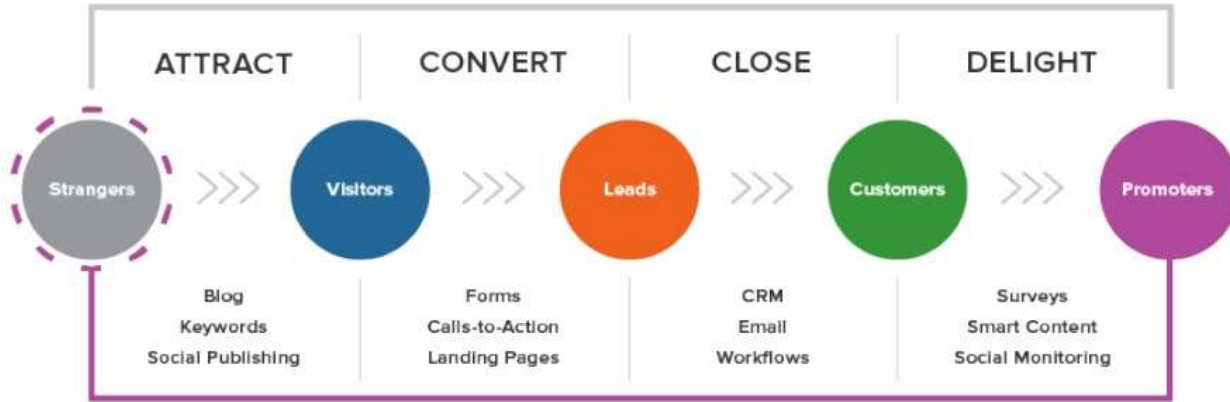 ATTRACT
CONVERT
CLOSE
DELIGHT
Strangers
Visitors
Leads
Customers
Promoters
Blog
Keywords
Social Publishing
Forms
Calls-to-Action
Landing Pages
CRM
Email
Workflows
Surveys
Smart Content
Social Monitoring